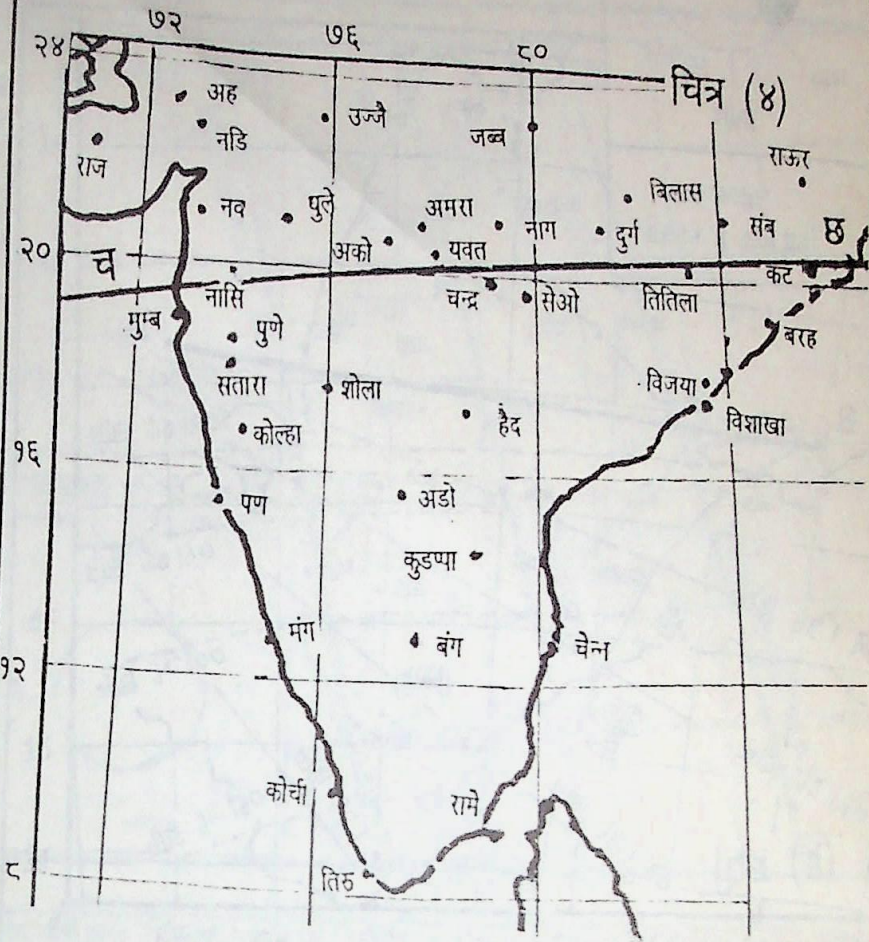 ७२ ७६ ८०
२४
चित्र (४)
अह
उज्जै
नडि
जब्ब
राज
राऊर
बिलास
नव
पुले
अमरा
नाग
दुर्ग
संब
छ
अको
यवत
२०
च
कट
नासि
चन्द्र
सेओ
तितिला
मुम्ब
पुणे
बरह
सतारा
शोला
विजया
विशाखा
हैद
कोल्हा
१६
पण
अडो
कुडप्पा
मंग
बंग
चेन्न
१२
कोची
रामे
८
तिरु